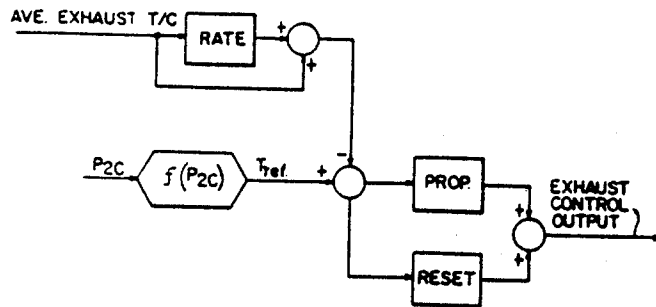 AVE. EXHAUST T/C
RATE
+
+
P2C
f(P2C)
Tref.
+
-
PROP.
RESET
+
+
EXHAUST
CONTROL
OUTPUT